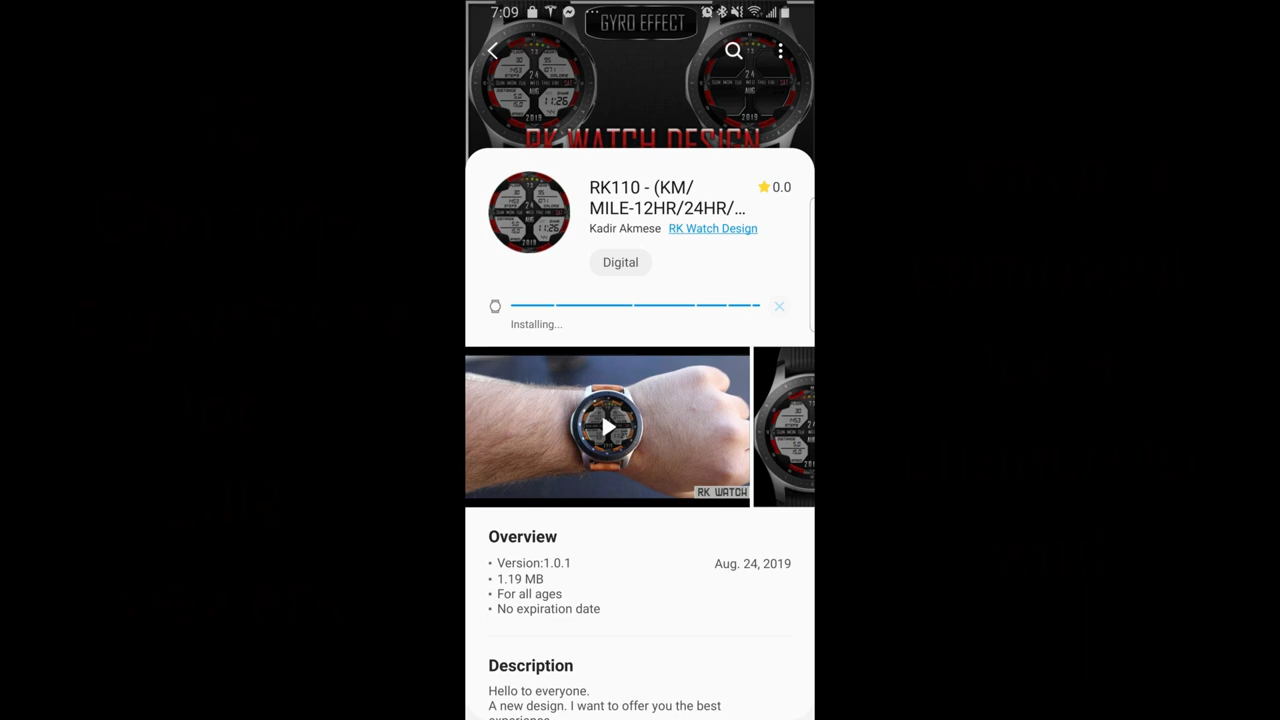 7:09
GYRO EFFECT
RK WATCH DESIGN
RK110 - (KM/
MILE-12HR/24HR/...
0.0
Kadir Akmese RK Watch Design
Digital
Installing...
RK WATCH
Overview
• Version:1.0.1
Aug. 24, 2019
• 1.19 MB
• For all ages
• No expiration date
Description
Hello to everyone.
A new design. I want to offer you the best
experience